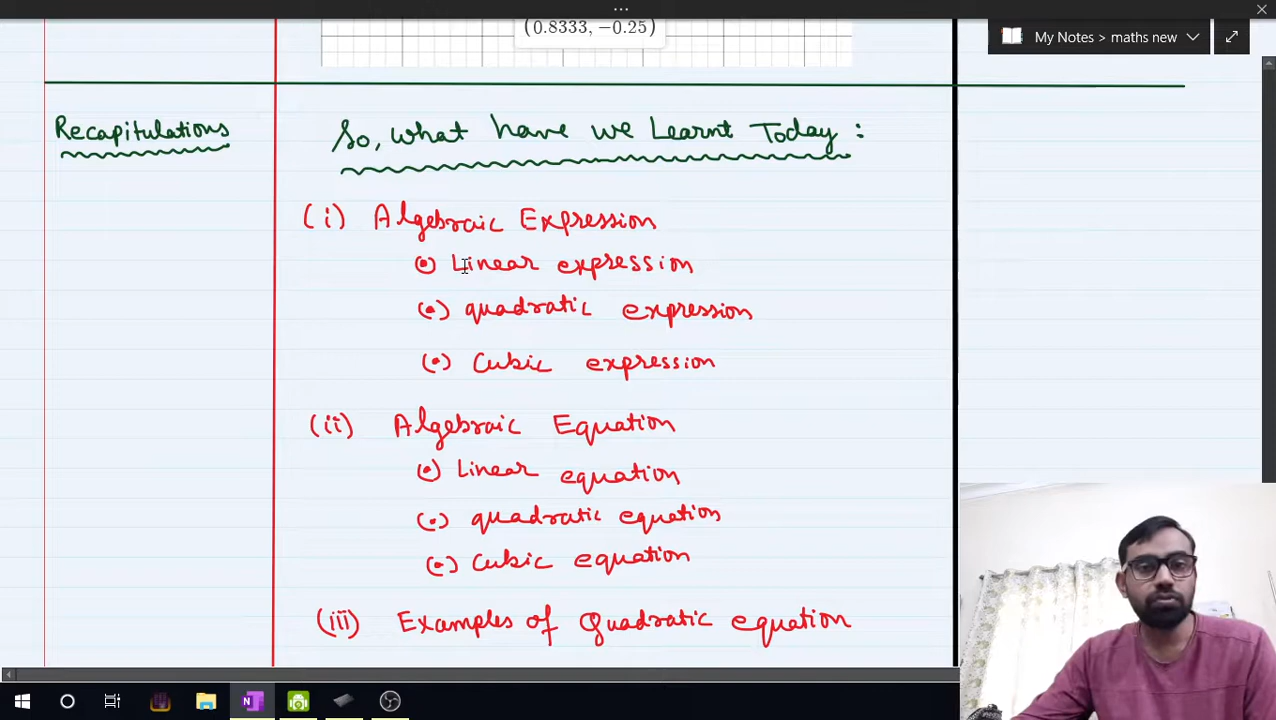 (0.8333, −0.25)
My Notes > maths new
Recapitulations
So, what have we Learnt Today :
(i) Algebraic Expression
Linear expression
quadratic expression
Cubic expression
(ii) Algebraic Equation
Linear equation
quadratic equation
Cubic equation
(iii) Examples of Quadratic equation